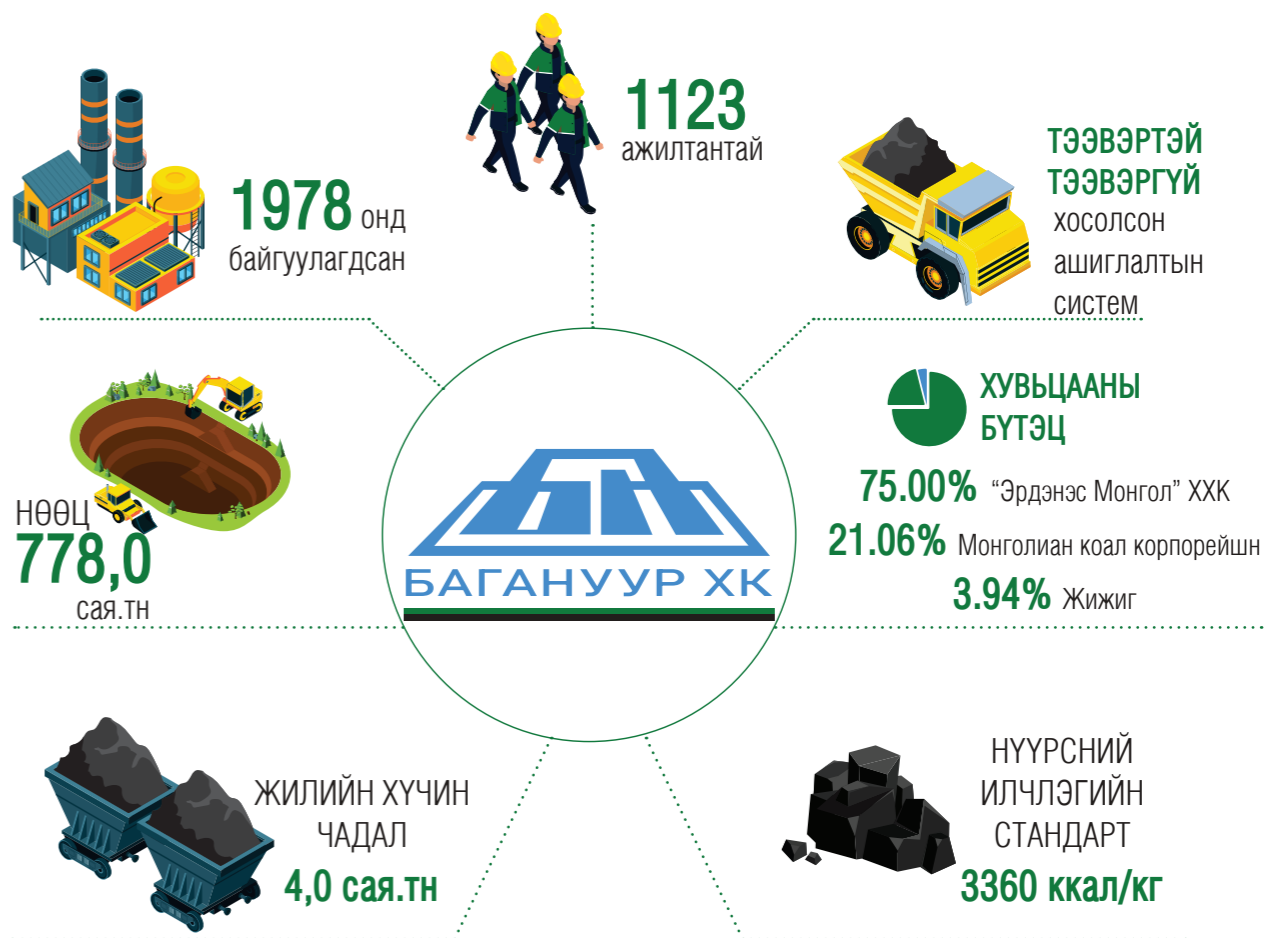 1978 онд
байгуулагдсан
1123
ажилтантай
ТЭЭВЭРТЭЙ
ТЭЭВЭРГҮЙ
хосолсон
ашиглалтын
систем
НӨӨЦ
778,0
сая.тн
БАГАНУУР ХК
ХУВЬЦААНЫ
БҮТЭЦ
75.00% “Эрдэнэс Монгол” ХХК
21.06% Монголиан коал корпорейшн
3.94% Жижиг
ЖИЛИЙН ХҮЧИН
ЧАДАЛ
4,0 сая.тн
НҮҮРСНИЙ
ИЛЧЛЭГИЙН
СТАНДАРТ
3360 ккал/кг